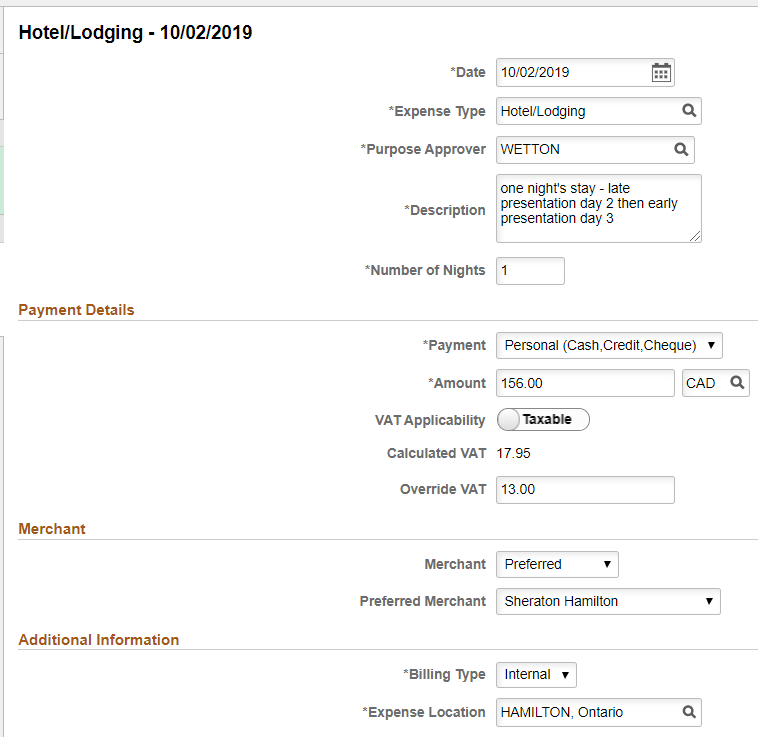 Hotel/Lodging - 10/02/2019
*Date 10/02/2019
*Expense Type Hotel/Lodging
*Purpose Approver WETTON
*Description one night's stay - late
presentation day 2 then early
presentation day 3
*Number of Nights 1
Payment Details
*Payment Personal (Cash,Credit,Cheque)
*Amount 156.00 CAD
VAT Applicability Taxable
Calculated VAT 17.95
Override VAT 13.00
Merchant
Merchant Preferred
Preferred Merchant Sheraton Hamilton
Additional Information
*Billing Type Internal
*Expense Location HAMILTON, Ontario